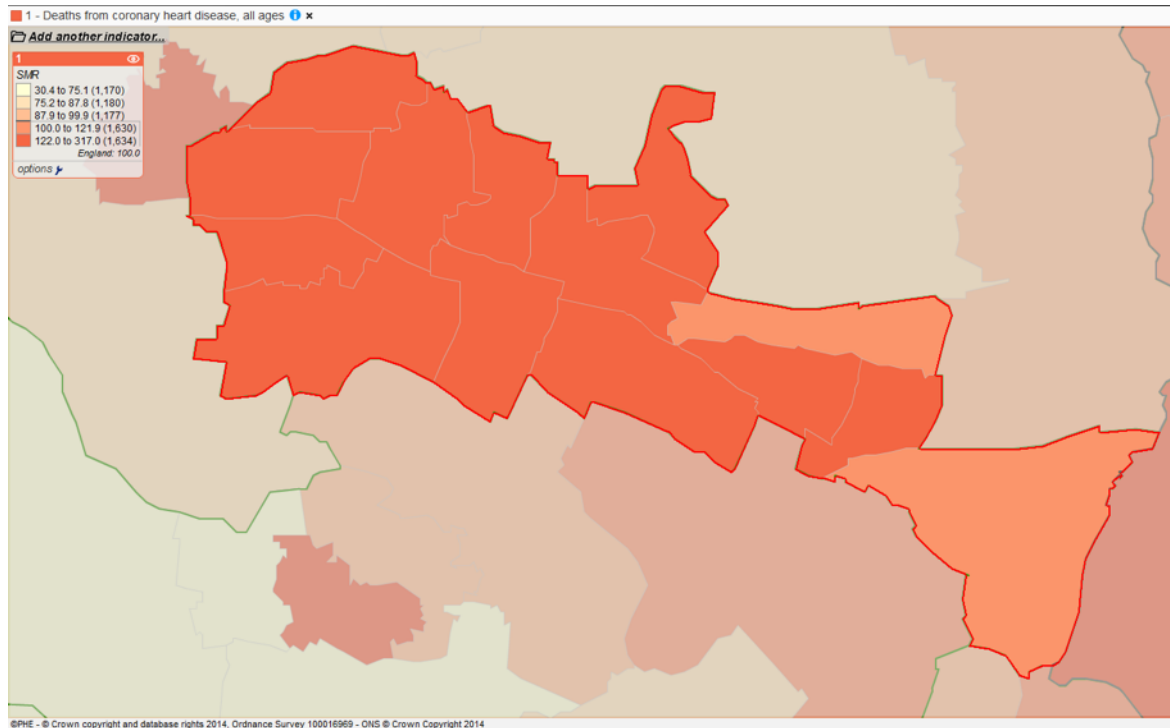 1 - Deaths from coronary heart disease, all ages i ×
Add another indicator...
1
SMR
30.4 to 75.1 (1,170)
75.2 to 87.8 (1,180)
87.9 to 99.9 (1,177)
100.0 to 121.9 (1,630)
122.0 to 317.0 (1,634)
England: 100.0
options
©PHE - © Crown copyright and database rights 2014, Ordnance Survey 100016969 - ONS © Crown Copyright 2014